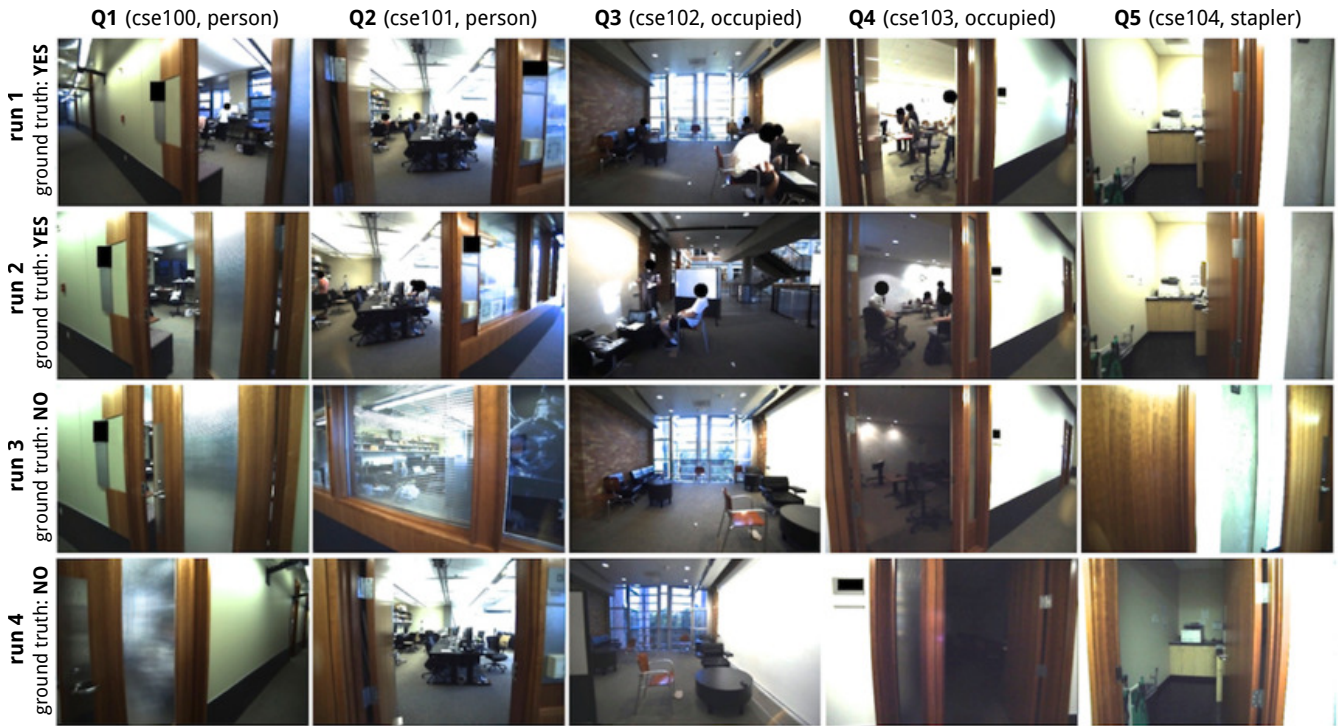 Q1 (cse100, person)
Q2 (cse101, person)
Q3 (cse102, occupied)
Q4 (cse103, occupied)
Q5 (cse104, stapler)
run 1
ground truth: YES
run 2
ground truth: YES
run 3
ground truth: NO
run 4
ground truth: NO